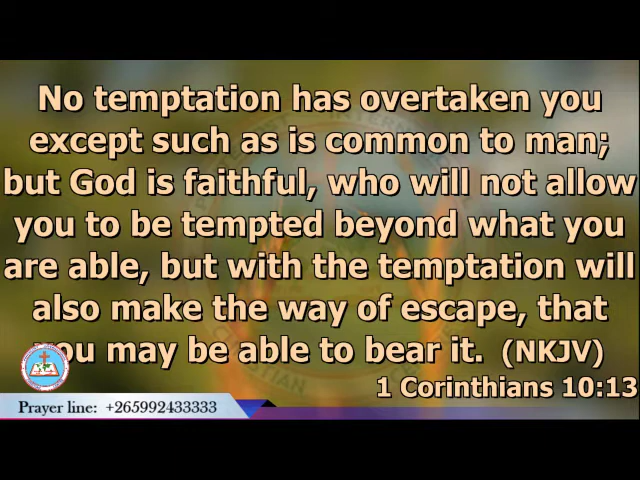 No temptation has overtaken you
except such as is common to man;
but God is faithful, who will not allow
you to be tempted beyond what you
are able, but with the temptation will
also make the way of escape, that
you may be able to bear it. (NKJV)
1 Corinthians 10:13
Prayer line: +265992433333